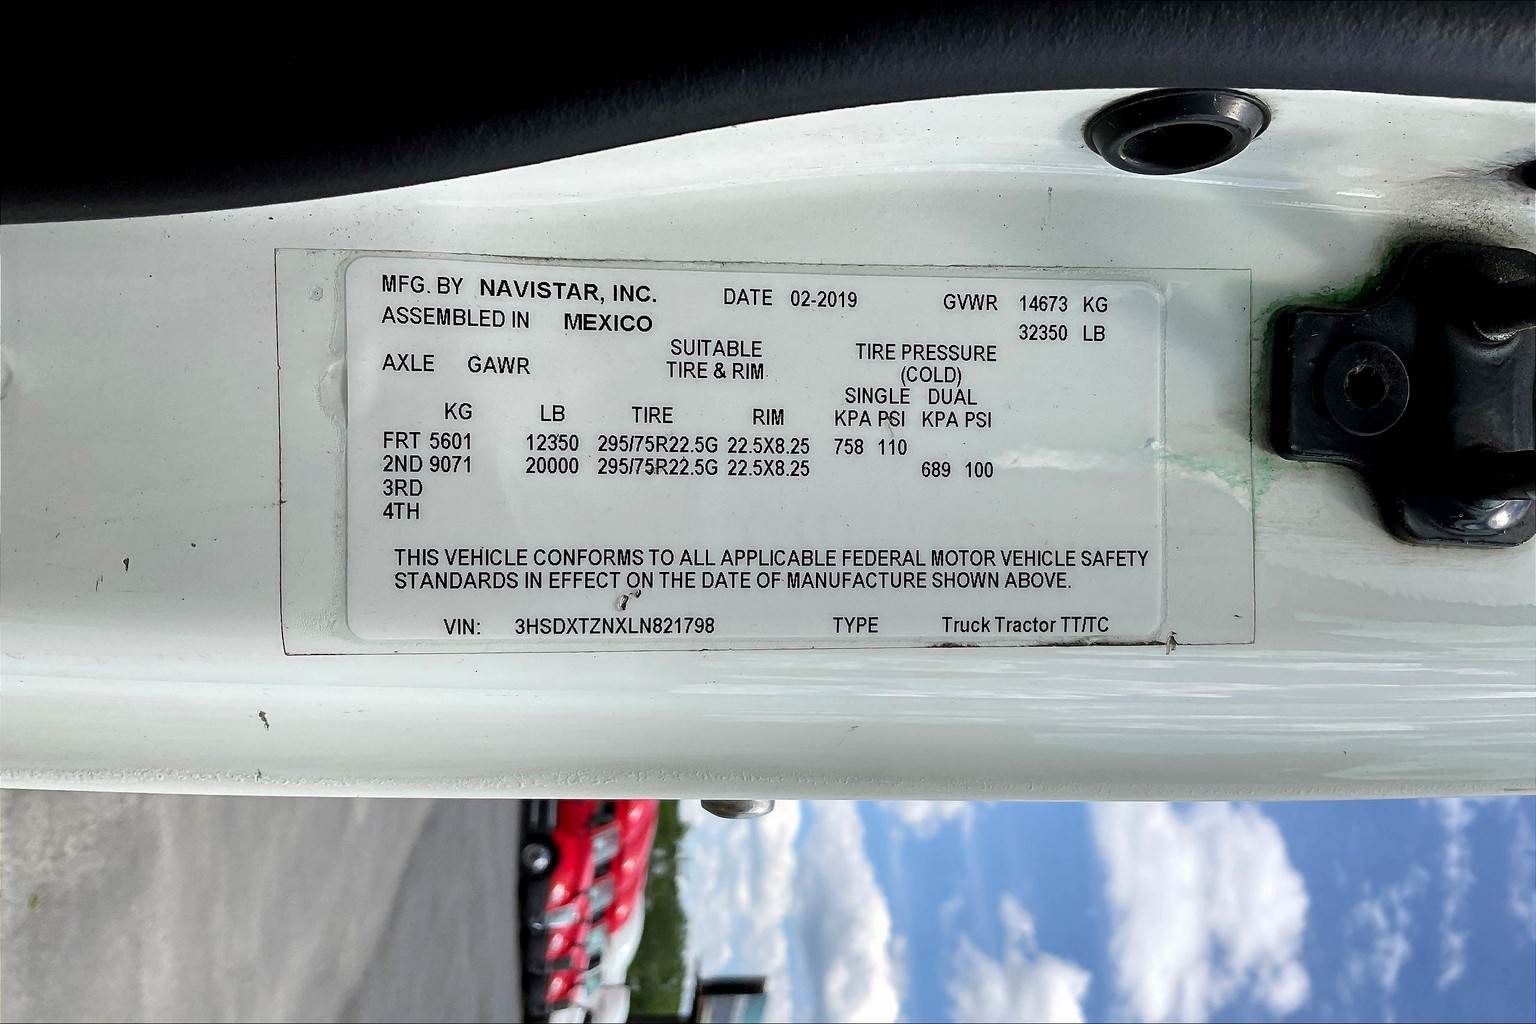 MFG. BY NAVISTAR, INC. DATE 02-2019 GVWR 14673 KG
ASSEMBLED IN MEXICO 32350 LB
AXLE GAWR SUITABLE TIRE & RIM TIRE PRESSURE (COLD)
SINGLE DUAL
KG LB TIRE RIM KPA PSI KPA PSI
FRT 5601 12350 295/75R22.5G 22.5X8.25 758 110
2ND 9071 20000 295/75R22.5G 22.5X8.25 689 100
3RD
4TH
THIS VEHICLE CONFORMS TO ALL APPLICABLE FEDERAL MOTOR VEHICLE SAFETY
STANDARDS IN EFFECT ON THE DATE OF MANUFACTURE SHOWN ABOVE.
VIN: 3HSDXTZNXLN821798 TYPE Truck Tractor TT/TC